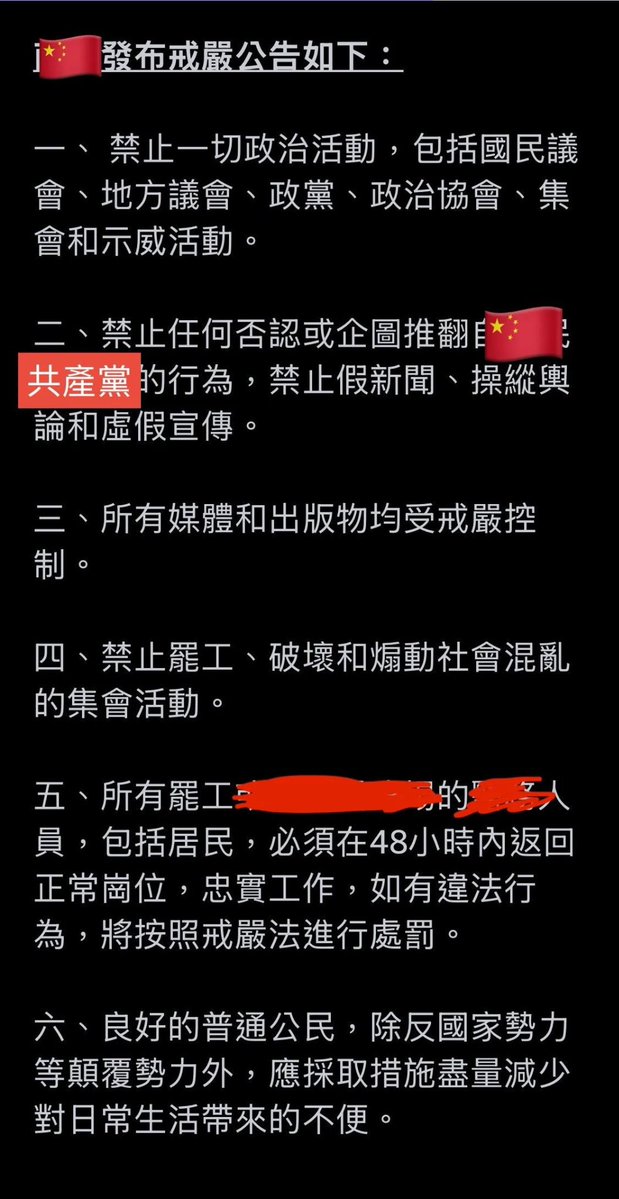 發布戒嚴公告如下：
一、 禁止一切政治活動，包括國民議
會、地方議會、政黨、政治協會、集
會和示威活動。
二、禁止任何否認或企圖推翻自
共產黨的行為，禁止假新聞、操縱輿
論和虛假宣傳。
三、所有媒體和出版物均受戒嚴控
制。
四、禁止罷工、破壞和煽動社會混亂
的集會活動。
五、所有罷工 的 人
員，包括居民，必須在48小時內返回
正常崗位，忠實工作，如有違法行
為，將按照戒嚴法進行處罰。
六、良好的普通公民，除反國家勢力
等顛覆勢力外，應採取措施盡量減少
對日常生活帶來的不便。